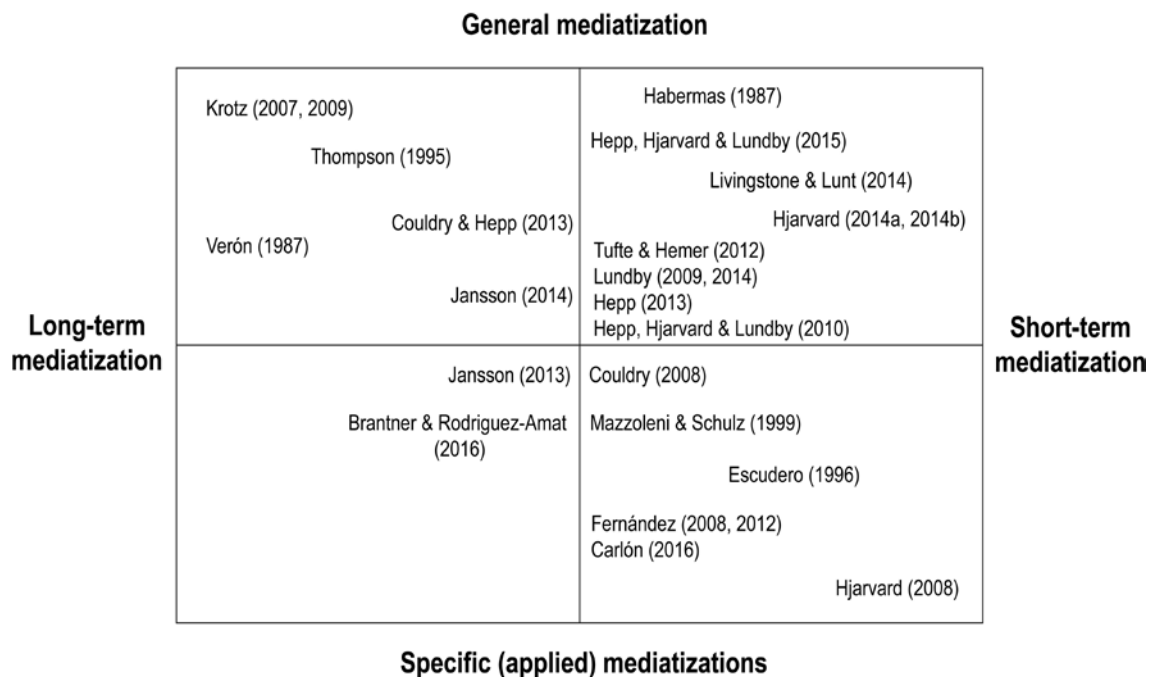 General mediatization
Krotz (2007, 2009)
Thompson (1995)
Couldry & Hepp (2013)
Verón (1987)
Jansson (2014)
Habermas (1987)
Hepp, Hjarvard & Lundby (2015)
Livingstone & Lunt (2014)
Hjarvard (2014a, 2014b)
Tufte & Hemer (2012)
Lundby (2009, 2014)
Hepp (2013)
Hepp, Hjarvard & Lundby (2010)
Long-term
mediatization
Short-term
mediatization
Jansson (2013)
Brantner & Rodriguez-Amat
(2016)
Couldry (2008)
Mazzoleni & Schulz (1999)
Escudero (1996)
Fernández (2008, 2012)
Carlón (2016)
Hjarvard (2008)
Specific (applied) mediatizations